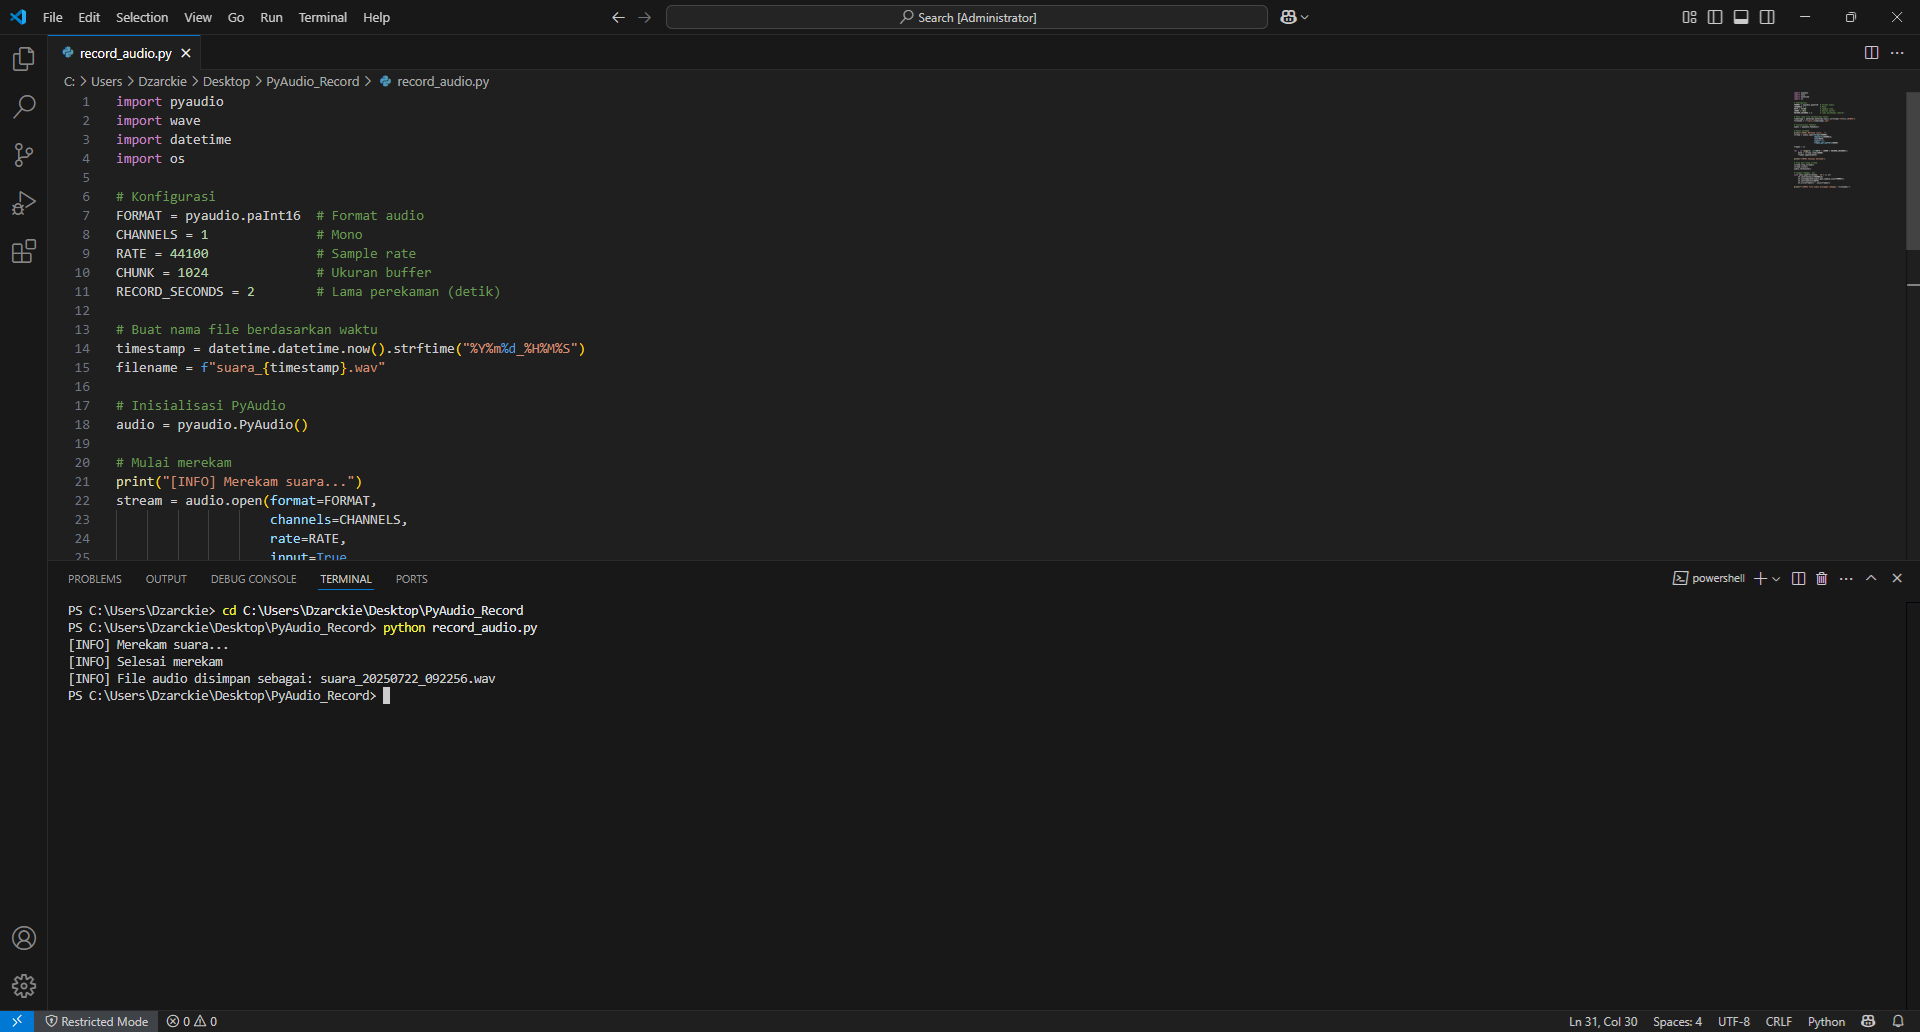 File Edit Selection View Go Run Terminal Help
Search [Administrator]
record_audio.py
C: > Users > Dzarckie > Desktop > PyAudio_Record > record_audio.py
1 import pyaudio
2 import wave
3 import datetime
4 import os
5
6 # Konfigurasi
7 FORMAT = pyaudio.paInt16  # Format audio
8 CHANNELS = 1              # Mono
9 RATE = 44100              # Sample rate
10 CHUNK = 1024              # Ukuran buffer
11 RECORD_SECONDS = 2        # Lama perekaman (detik)
12
13 # Buat nama file berdasarkan waktu
14 timestamp = datetime.datetime.now().strftime("%Y%m%d_%H%M%S")
15 filename = f"suara_{timestamp}.wav"
16
17 # Inisialisasi PyAudio
18 audio = pyaudio.PyAudio()
19
20 # Mulai merekam
21 print("[INFO] Merekam suara...")
22 stream = audio.open(format=FORMAT,
23                     channels=CHANNELS,
24                     rate=RATE,
25                     input=True
PROBLEMS OUTPUT DEBUG CONSOLE TERMINAL PORTS
powershell
PS C:\Users\Dzarckie> cd C:\Users\Dzarckie\Desktop\PyAudio_Record
PS C:\Users\Dzarckie\Desktop\PyAudio_Record> python record_audio.py
[INFO] Merekam suara...
[INFO] Selesai merekam
[INFO] File audio disimpan sebagai: suara_20250722_092256.wav
PS C:\Users\Dzarckie\Desktop\PyAudio_Record>
Restricted Mode 0 0
Ln 31, Col 30 Spaces: 4 UTF-8 CRLF Python